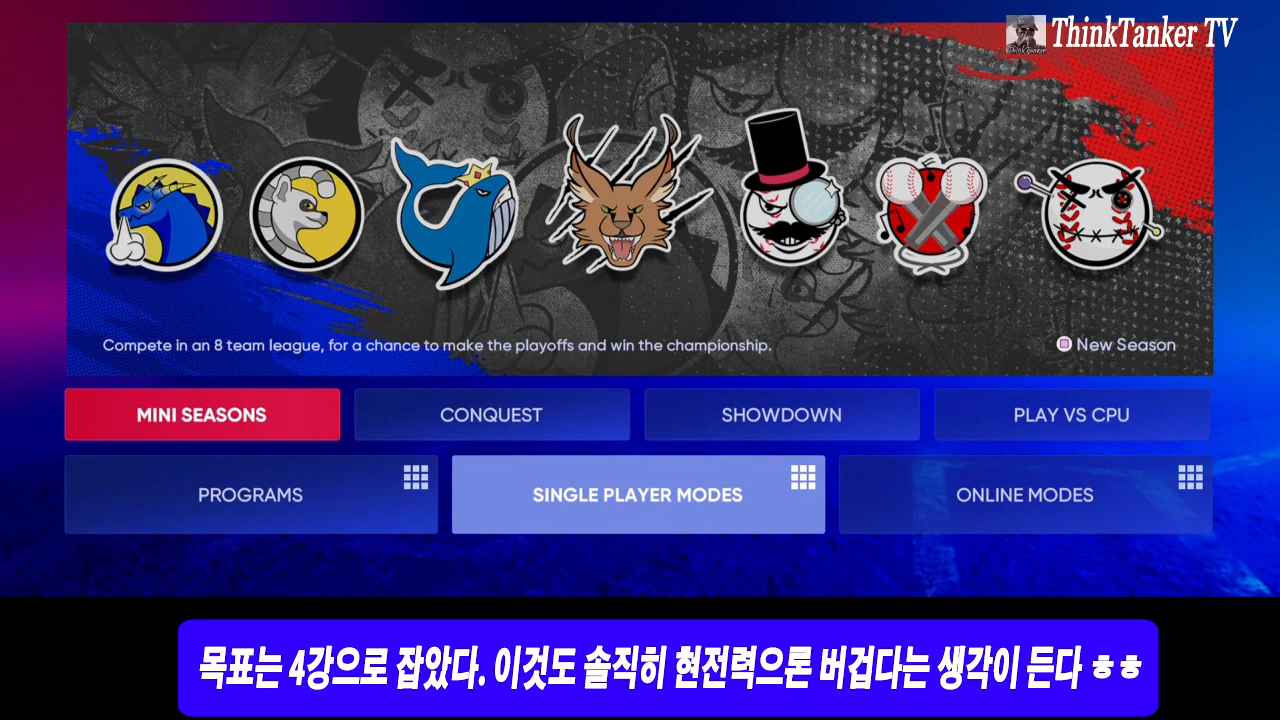 ThinkTanker TV
Compete in an 8 team league, for a chance to make the playoffs and win the championship.
New Season
MINI SEASONS
CONQUEST
SHOWDOWN
PLAY VS CPU
PROGRAMS
SINGLE PLAYER MODES
ONLINE MODES
목표는 4강으로 잡았다. 이것도 솔직히 현전력으론 버겁다는 생각이 든다 ㅎㅎ